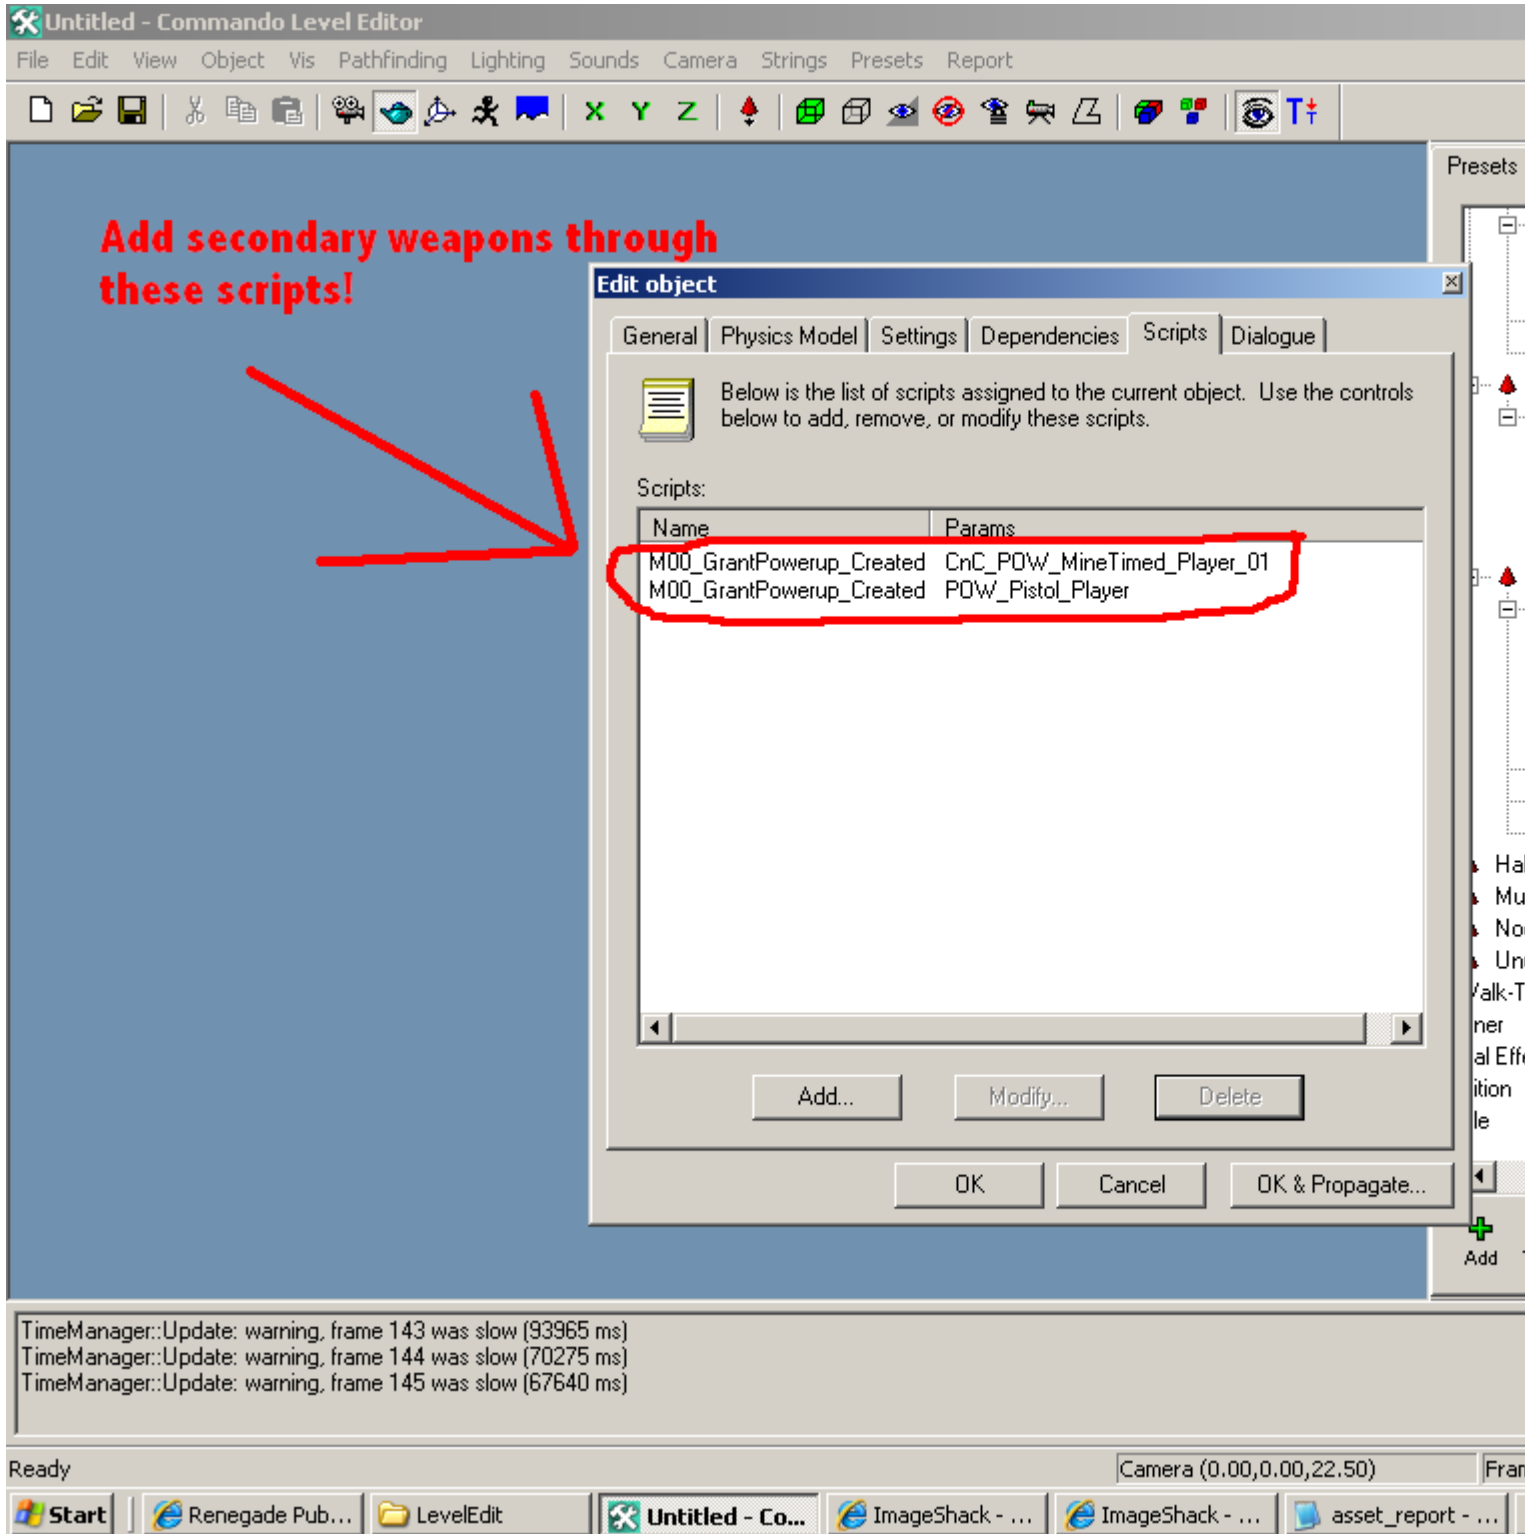 Untitled - Commando Level Editor
File Edit View Object Vis Pathfinding Lighting Sounds Camera Strings Presets Report
X Y Z T
Presets
Add secondary weapons through
these scripts!
Edit object
General Physics Model Settings Dependencies Scripts Dialogue
Below is the list of scripts assigned to the current object. Use the controls
below to add, remove, or modify these scripts.
Scripts:
Name Params
M00_GrantPowerup_Created CnC_POW_MineTimed_Player_01
M00_GrantPowerup_Created POW_Pistol_Player
Add... Modify... Delete
OK Cancel OK & Propagate...
Add
TimeManager::Update: warning, frame 143 was slow (93965 ms)
TimeManager::Update: warning, frame 144 was slow (70275 ms)
TimeManager::Update: warning, frame 145 was slow (67640 ms)
Ready Camera (0.00,0.00,22.50)
Start Renegade Pub... LevelEdit Untitled - Co... ImageShack - ... ImageShack - ... asset_report - ...